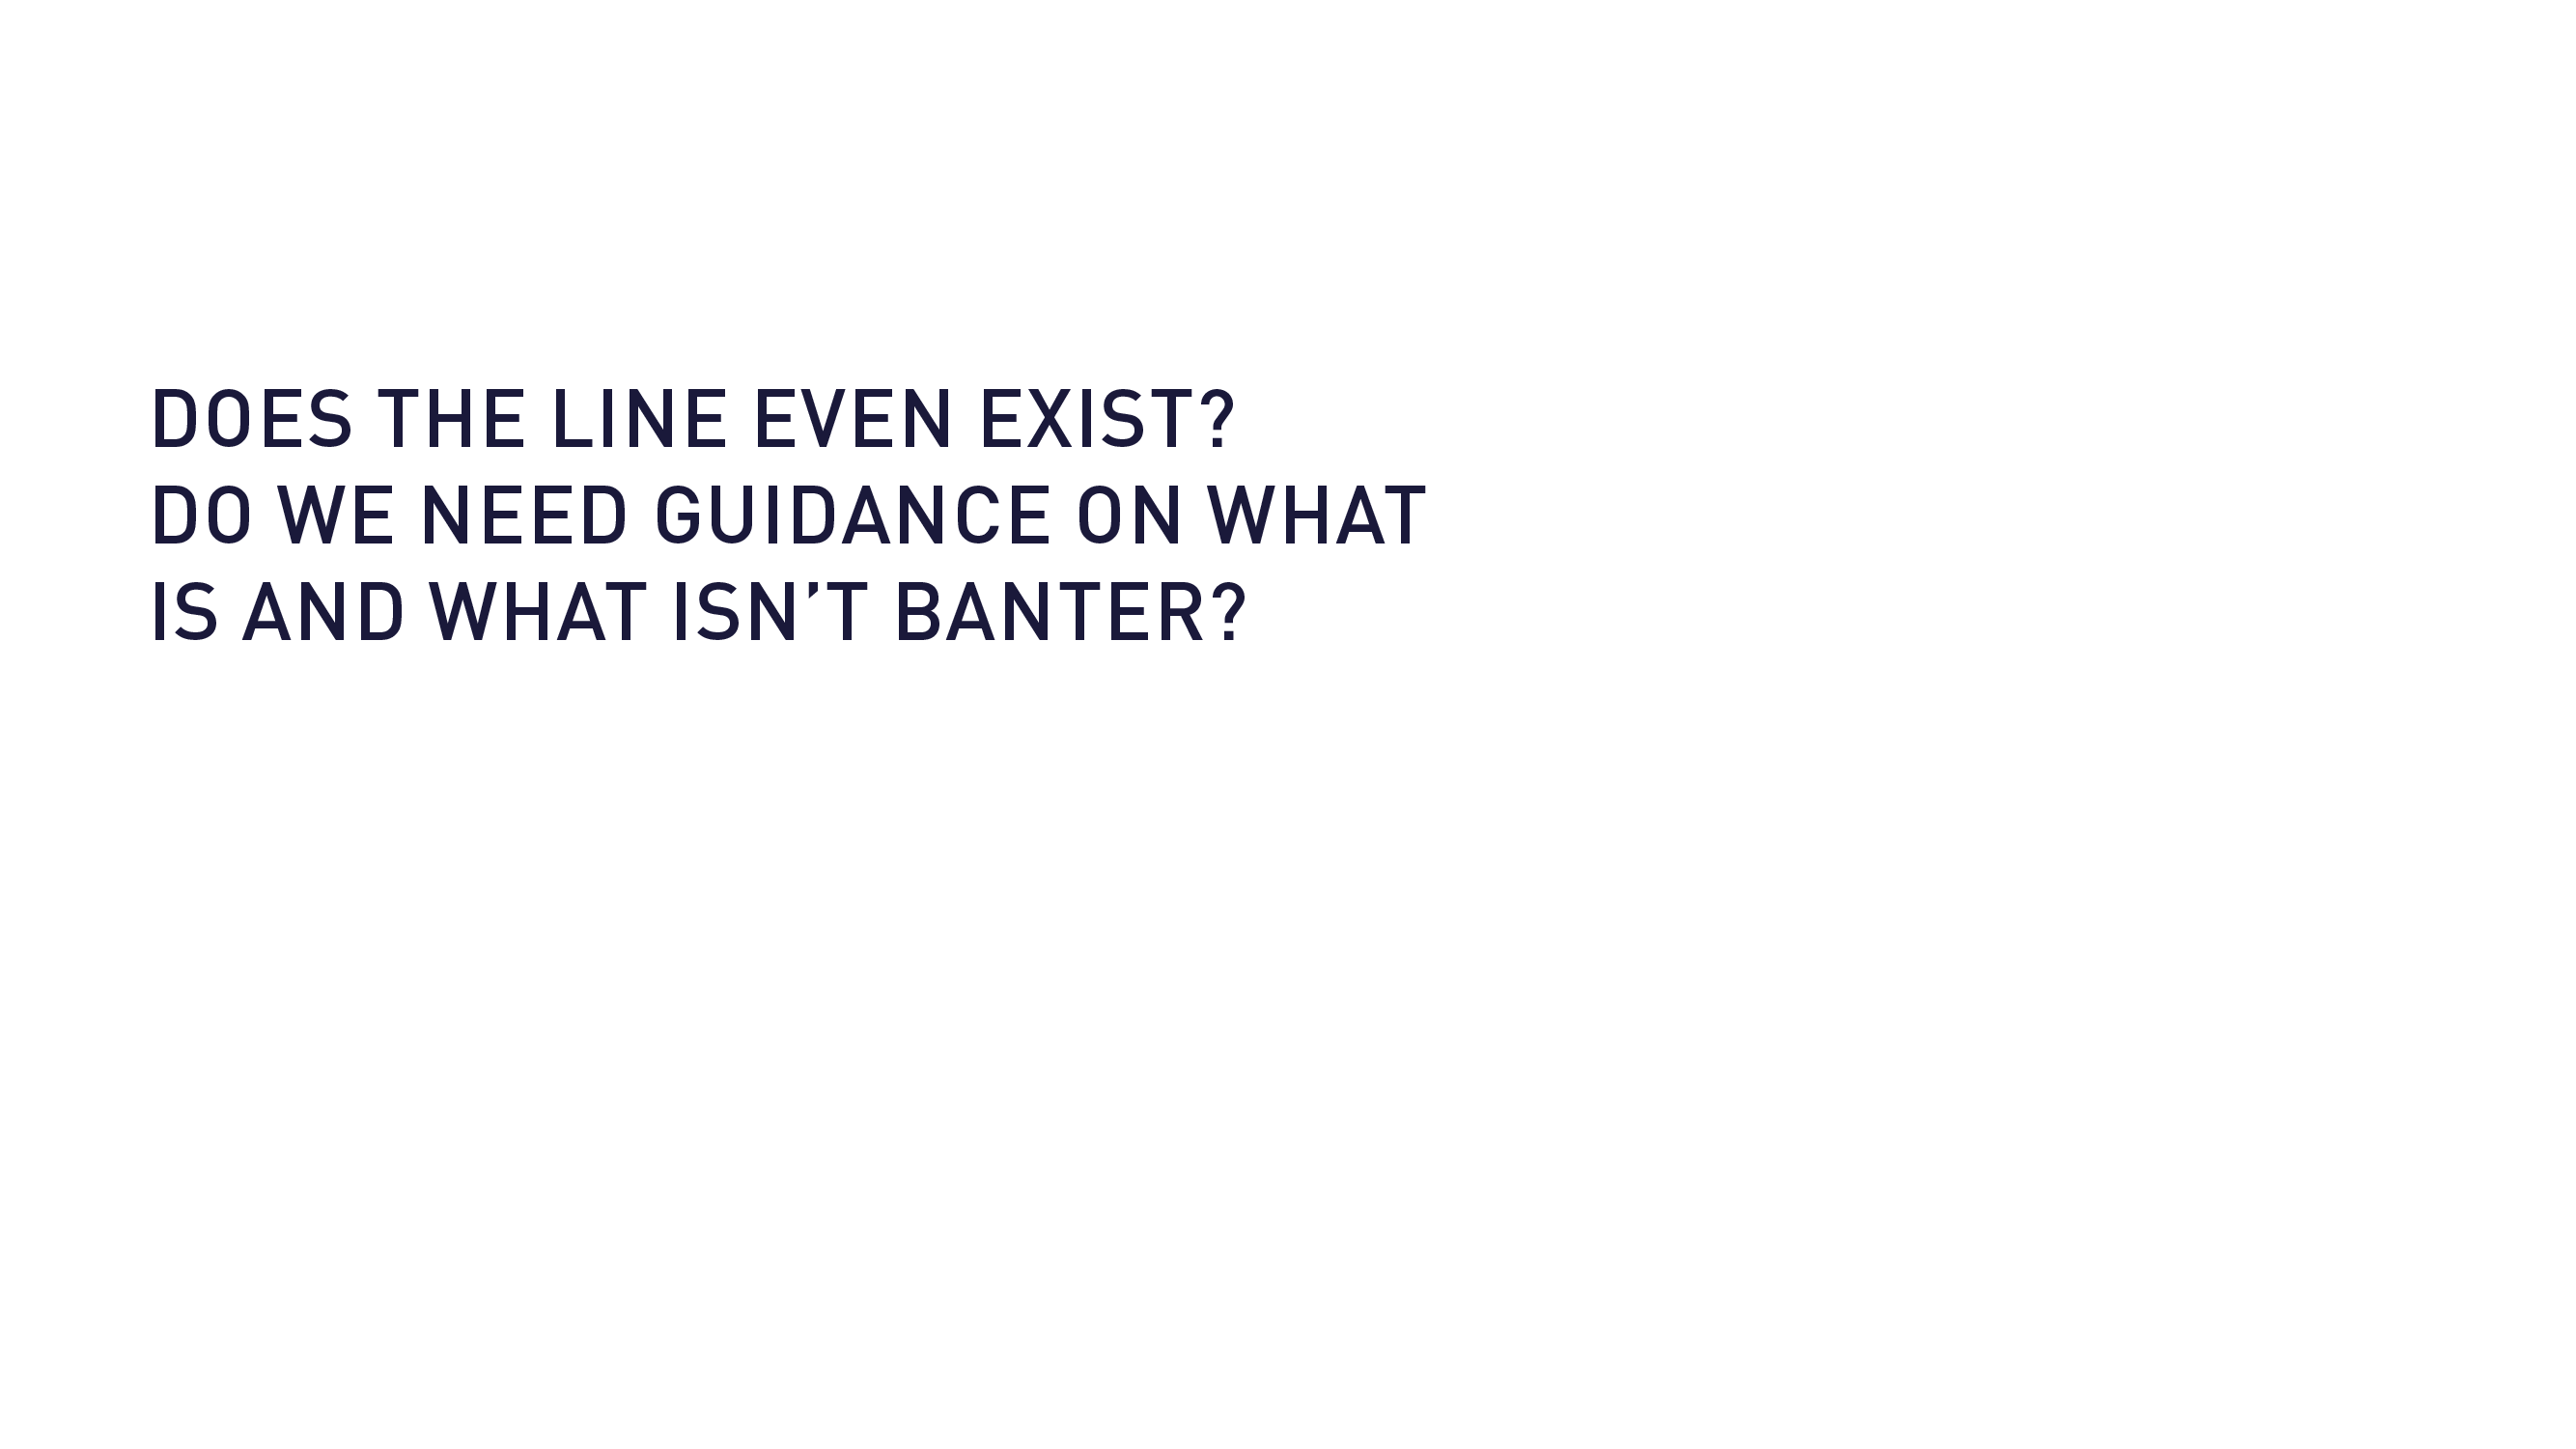 DOES THE LINE EVEN EXIST?
DO WE NEED GUIDANCE ON WHAT
IS AND WHAT ISN’T BANTER?